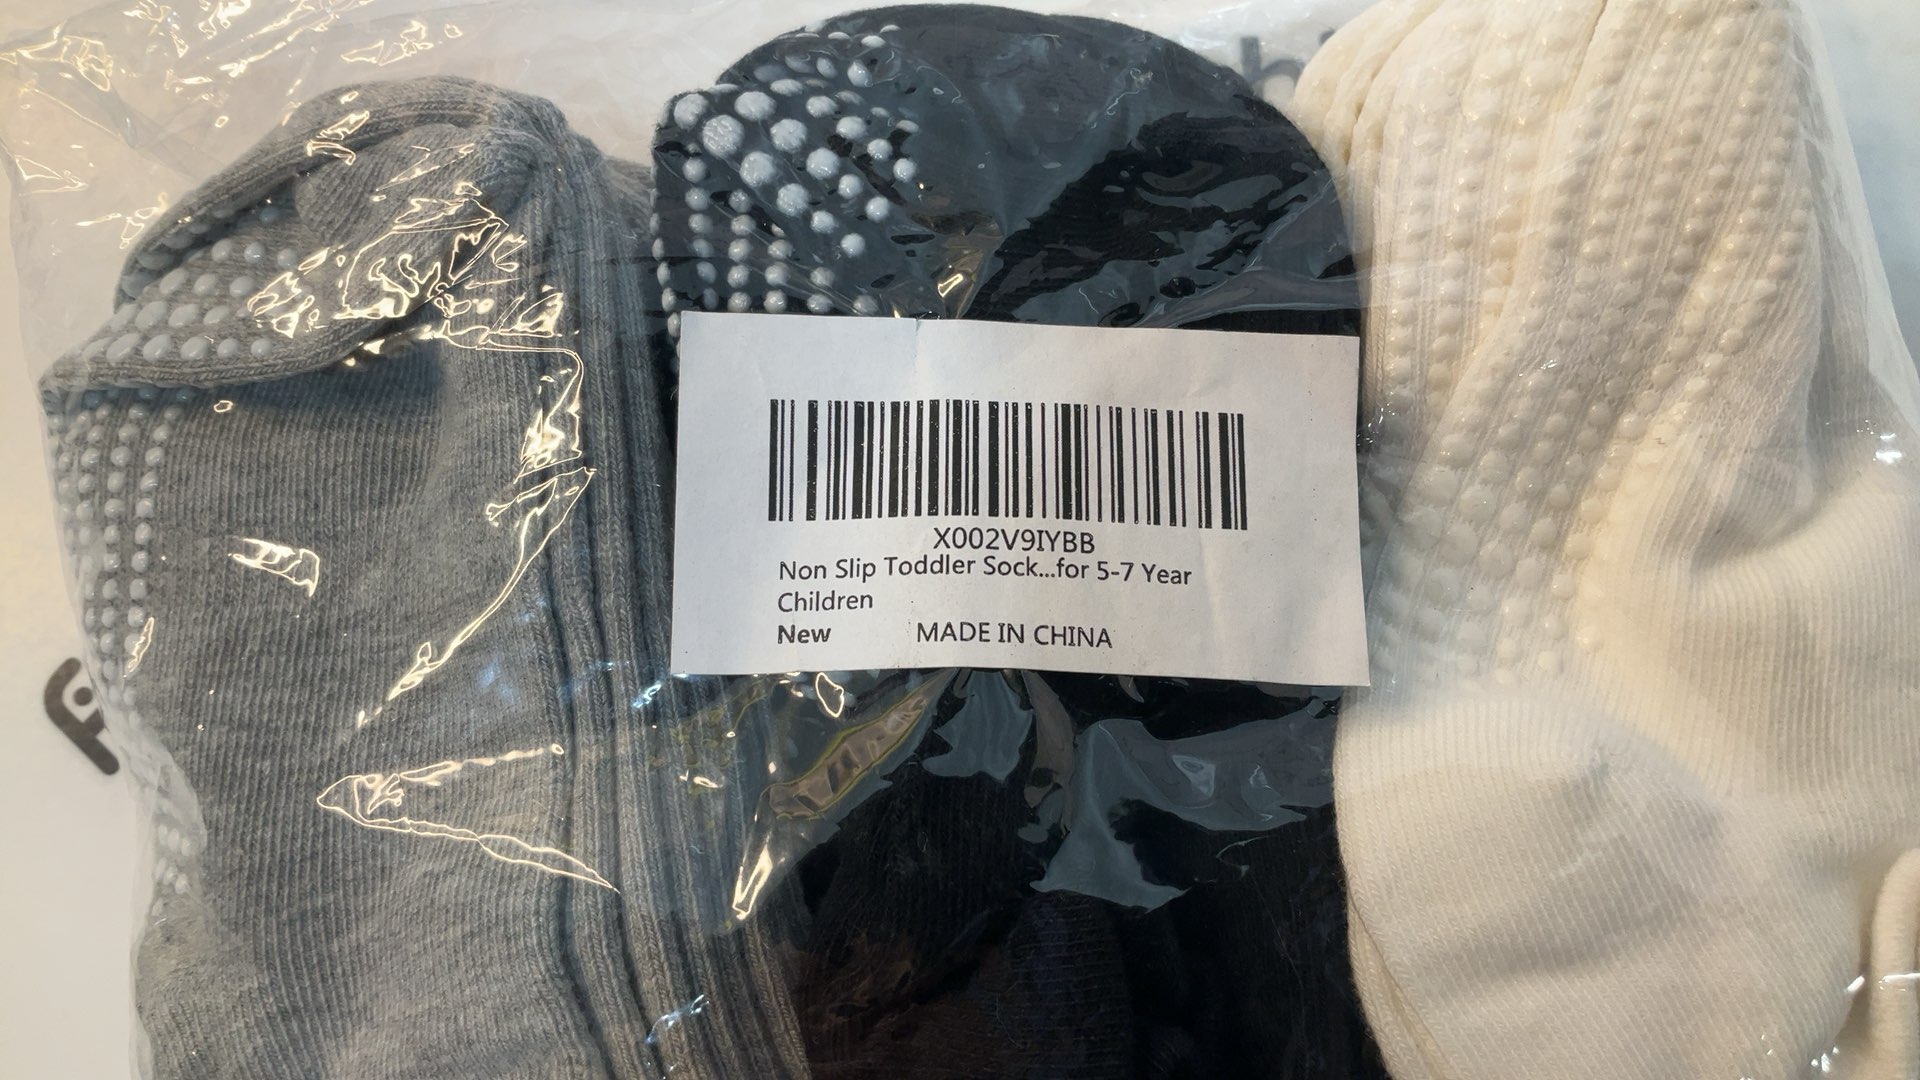 X002V9IYBB
Non Slip Toddler Sock...for 5-7 Year
Children
New MADE IN CHINA